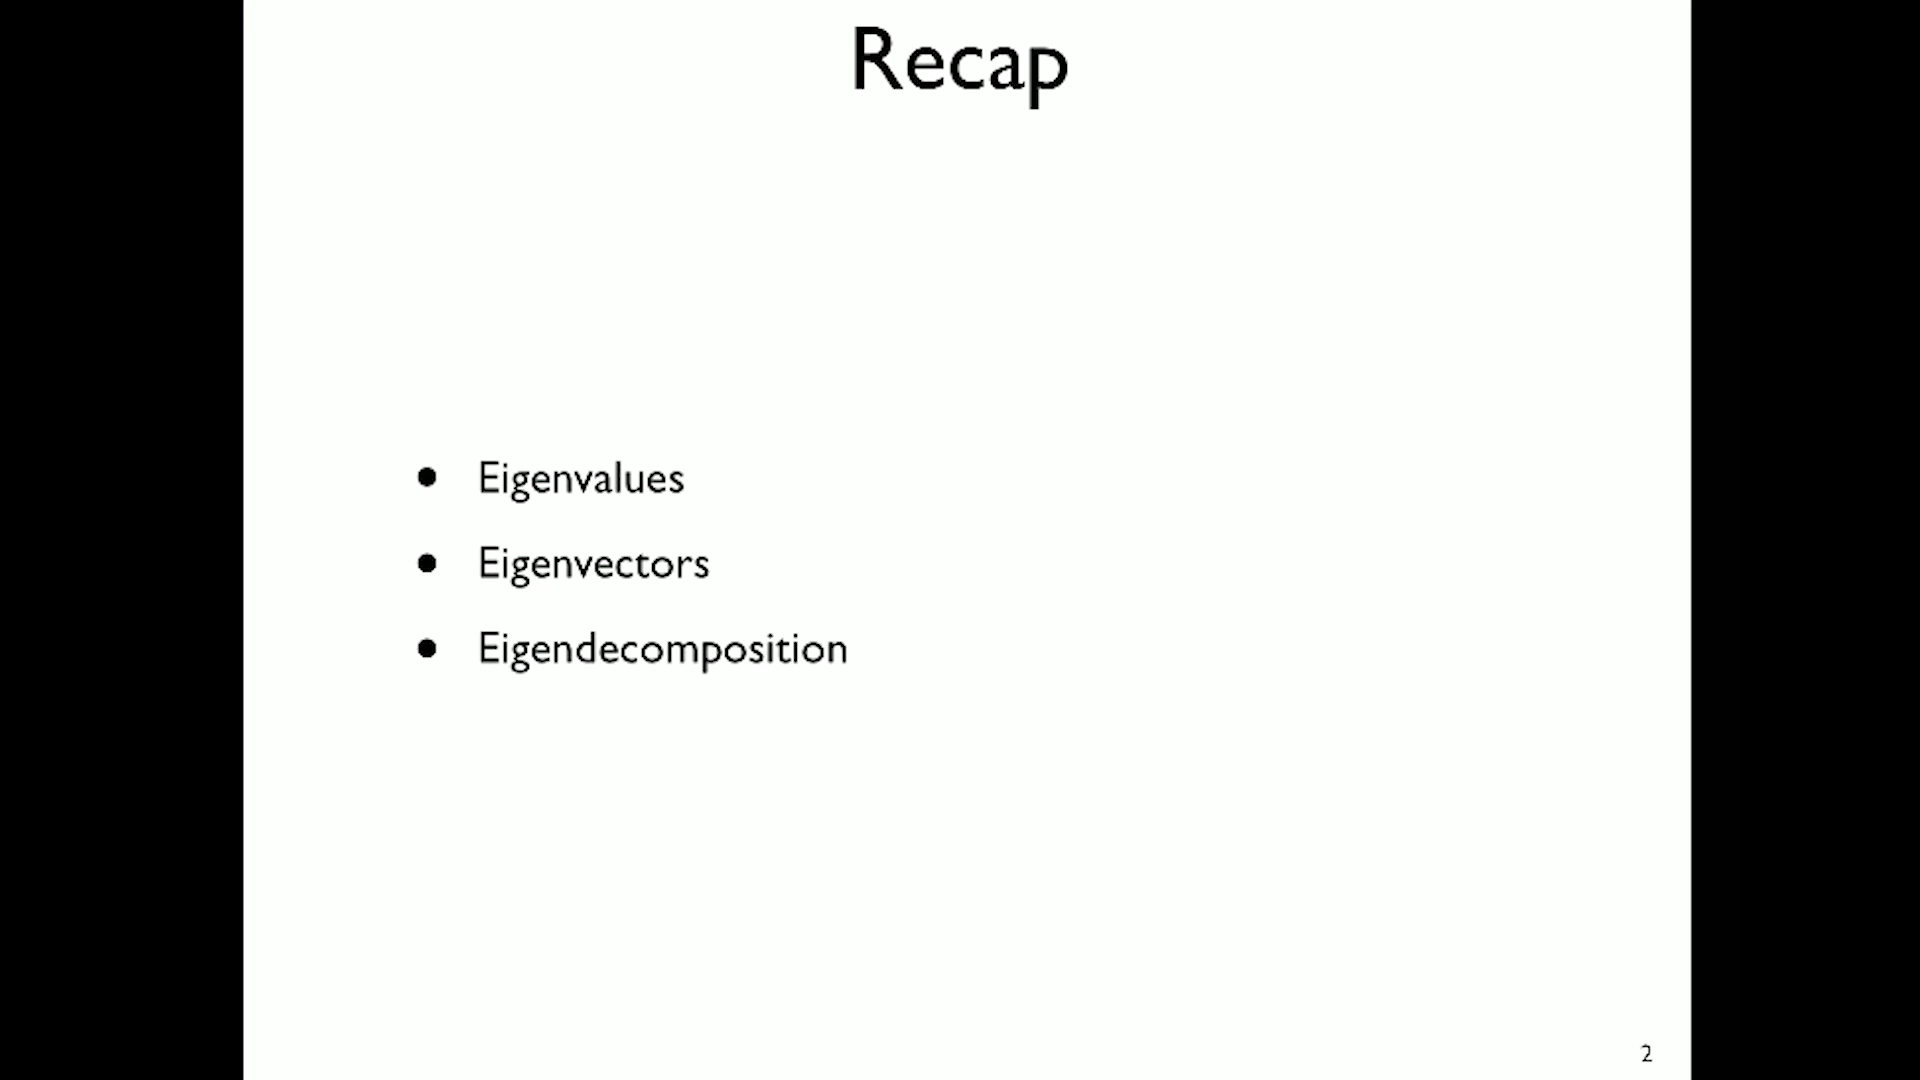 Recap
• Eigenvalues
• Eigenvectors
• Eigendecomposition
2